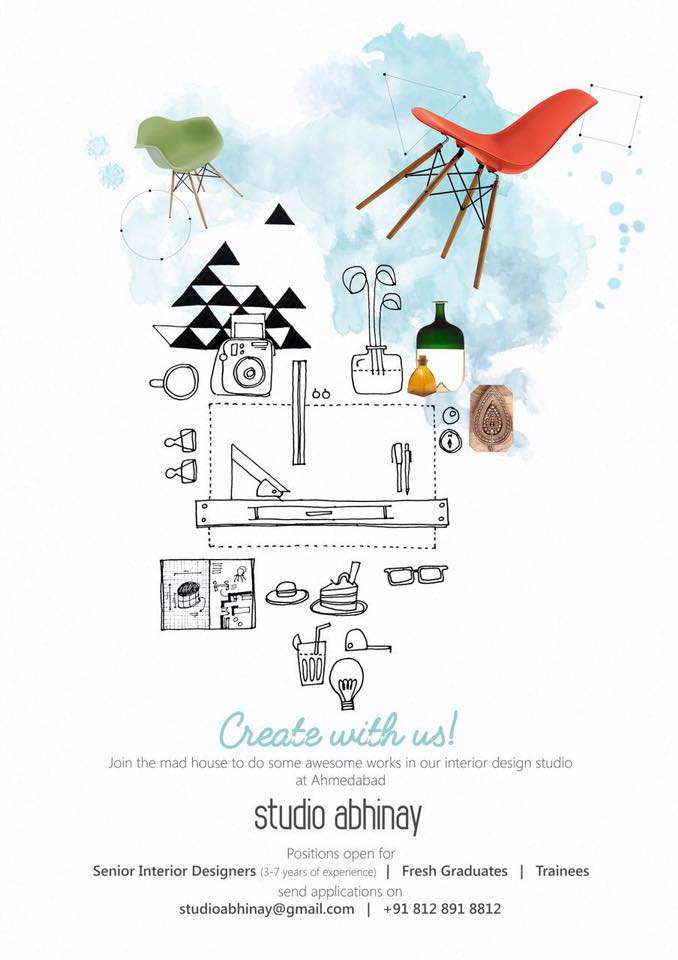 Create with us!
Join the mad house to do some awesome works in our interior design studio
at Ahmedabad
studio abhinay
Positions open for
Senior Interior Designers (3-7 years of experience) | Fresh Graduates | Trainees
send applications on
studioabhinay@gmail.com | +91 812 891 8812